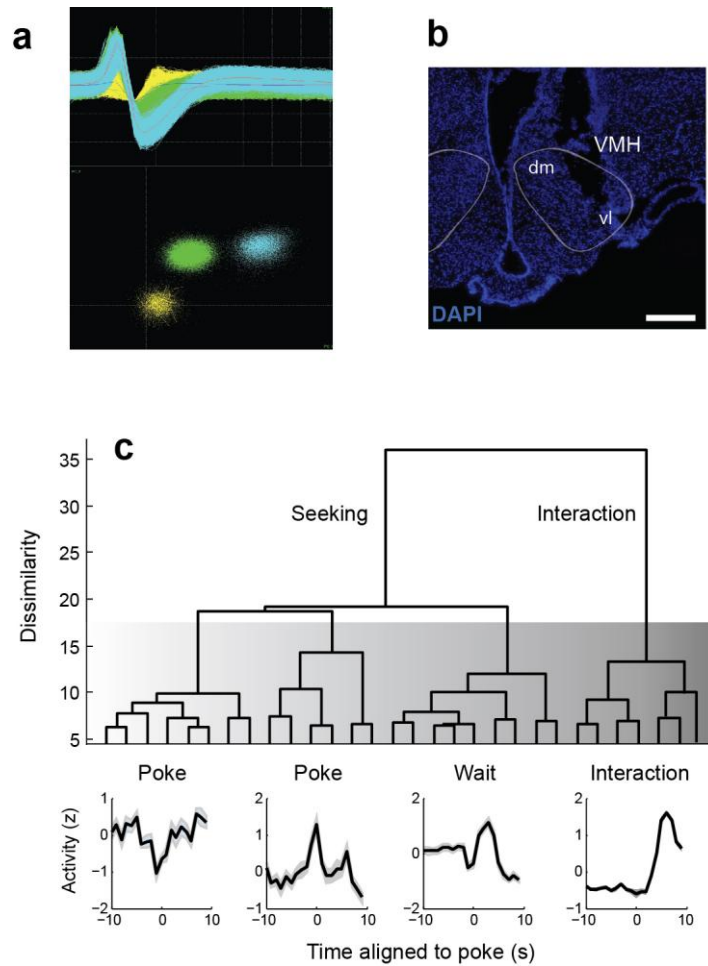 a
b
VMH
dm
vl
DAPI
c
Dissimilarity
35
30
25
20
15
10
5
Seeking
Interaction
Poke
Poke
Wait
Interaction
Activity (z)
1
0
−1
−2
−10
0
10
2
1
0
−1
−10
0
10
2
0
−2
−10
0
10
2
1
0
−1
−10
0
10
Time aligned to poke (s)